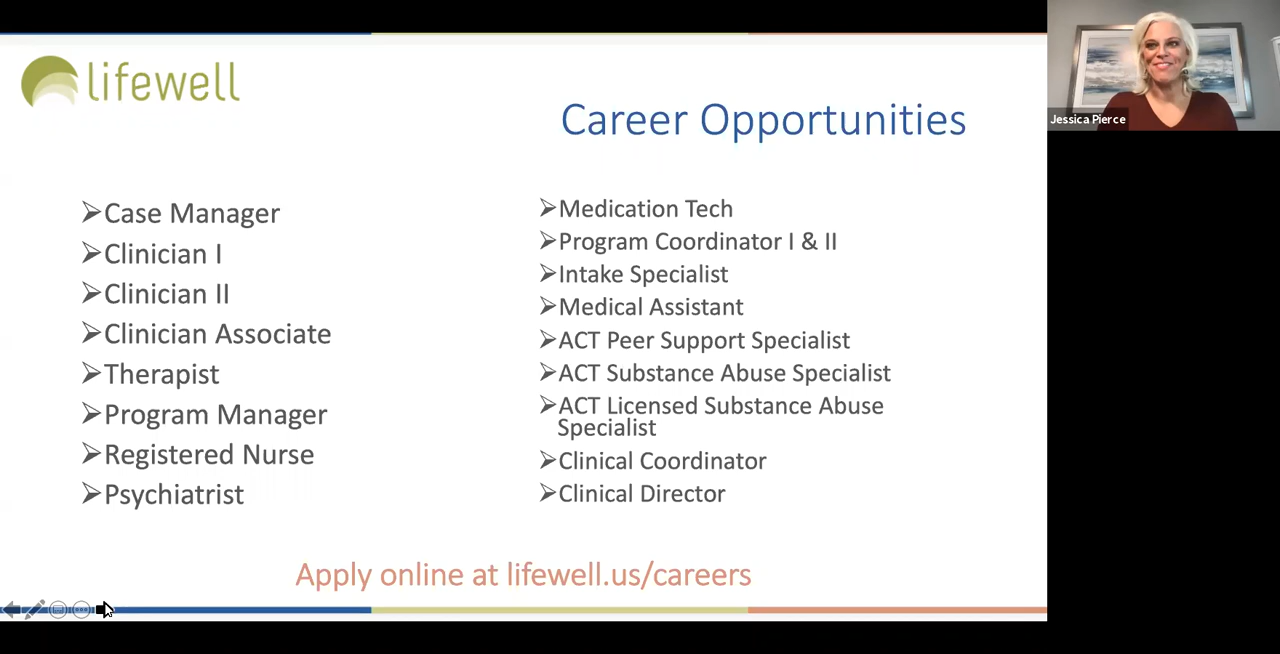 lifewell
Career Opportunities
➢Case Manager
➢Clinician I
➢Clinician II
➢Clinician Associate
➢Therapist
➢Program Manager
➢Registered Nurse
➢Psychiatrist
➢Medication Tech
➢Program Coordinator I & II
➢Intake Specialist
➢Medical Assistant
➢ACT Peer Support Specialist
➢ACT Substance Abuse Specialist
➢ACT Licensed Substance Abuse
Specialist
➢Clinical Coordinator
➢Clinical Director
Apply online at lifewell.us/careers
Jessica Pierce